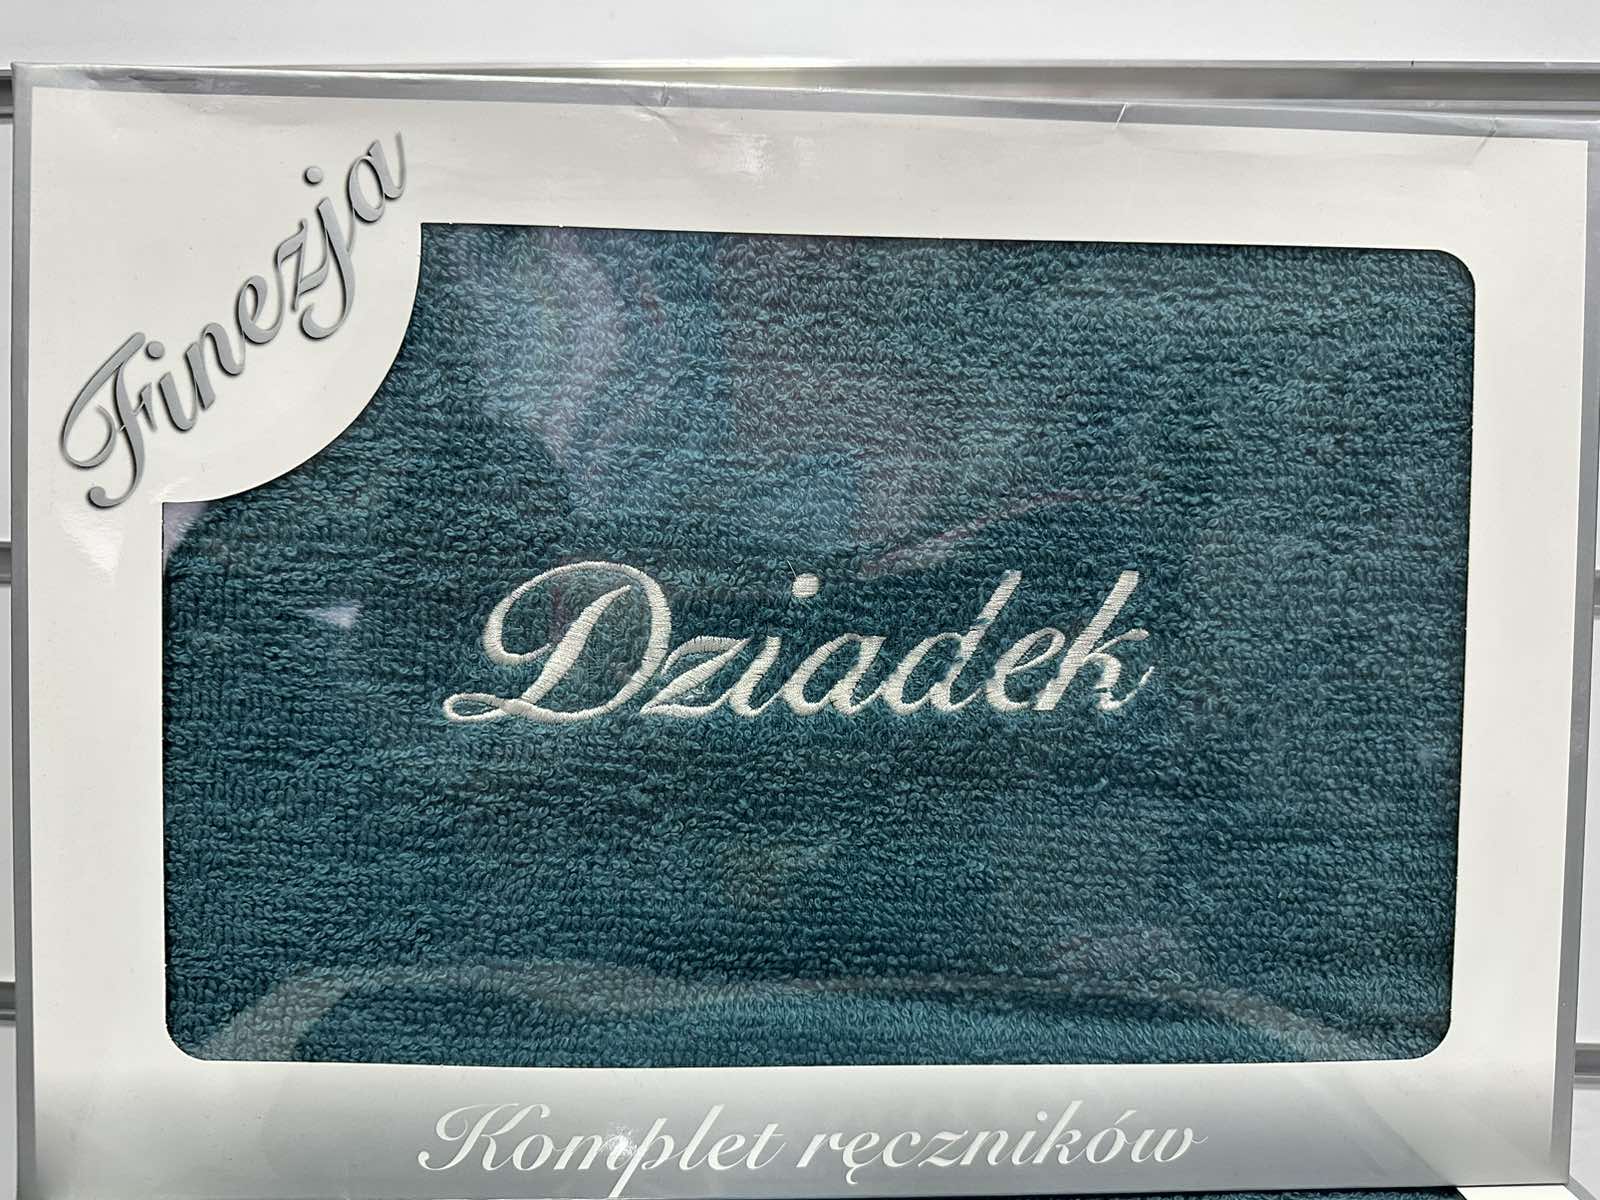 Finezja
Dziadek
Komplet ręczników